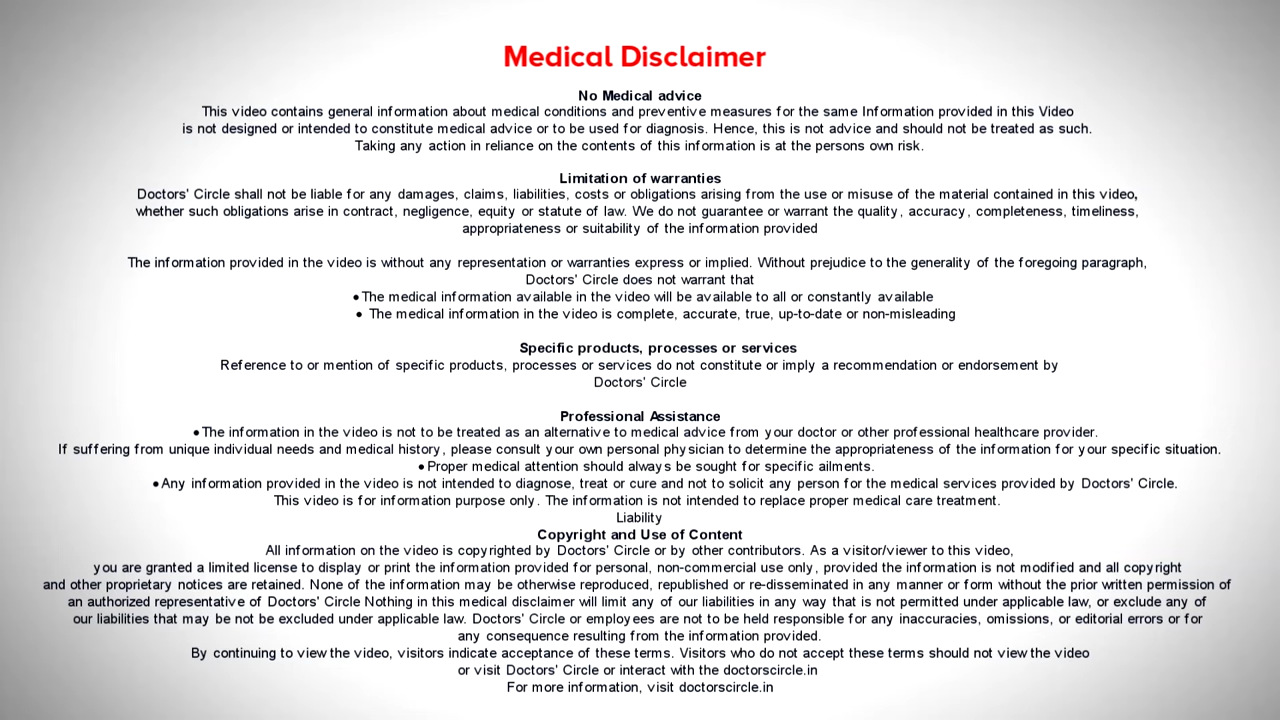 Medical Disclaimer
No Medical advice
This video contains general information about medical conditions and preventive measures for the same Information provided in this Video
is not designed or intended to constitute medical advice or to be used for diagnosis. Hence, this is not advice and should not be treated as such.
Taking any action in reliance on the contents of this information is at the persons own risk.
Limitation of warranties
Doctors' Circle shall not be liable for any damages, claims, liabilities, costs or obligations arising from the use or misuse of the material contained in this video,
whether such obligations arise in contract, negligence, equity or statute of law. We do not guarantee or warrant the quality, accuracy, completeness, timeliness,
appropriateness or suitability of the information provided
The information provided in the video is without any representation or warranties express or implied. Without prejudice to the generality of the foregoing paragraph,
Doctors' Circle does not warrant that
•The medical information available in the video will be available to all or constantly available
• The medical information in the video is complete, accurate, true, up-to-date or non-misleading
Specific products, processes or services
Reference to or mention of specific products, processes or services do not constitute or imply a recommendation or endorsement by
Doctors' Circle
Professional Assistance
•The information in the video is not to be treated as an alternative to medical advice from your doctor or other professional healthcare provider.
If suffering from unique individual needs and medical history, please consult your own personal physician to determine the appropriateness of the information for your specific situation.
•Proper medical attention should always be sought for specific ailments.
•Any information provided in the video is not intended to diagnose, treat or cure and not to solicit any person for the medical services provided by Doctors' Circle.
This video is for information purpose only. The information is not intended to replace proper medical care treatment.
Liability
Copyright and Use of Content
All information on the video is copyrighted by Doctors' Circle or by other contributors. As a visitor/viewer to this video,
you are granted a limited license to display or print the information provided for personal, non-commercial use only, provided the information is not modified and all copyright
and other proprietary notices are retained. None of the information may be otherwise reproduced, republished or re-disseminated in any manner or form without the prior written permission of
an authorized representative of Doctors' Circle Nothing in this medical disclaimer will limit any of our liabilities in any way that is not permitted under applicable law, or exclude any of
our liabilities that may be not be excluded under applicable law. Doctors' Circle or employees are not to be held responsible for any inaccuracies, omissions, or editorial errors or for
any consequence resulting from the information provided.
By continuing to view the video, visitors indicate acceptance of these terms. Visitors who do not accept these terms should not view the video
or visit Doctors' Circle or interact with the doctorscircle.in
For more information, visit doctorscircle.in